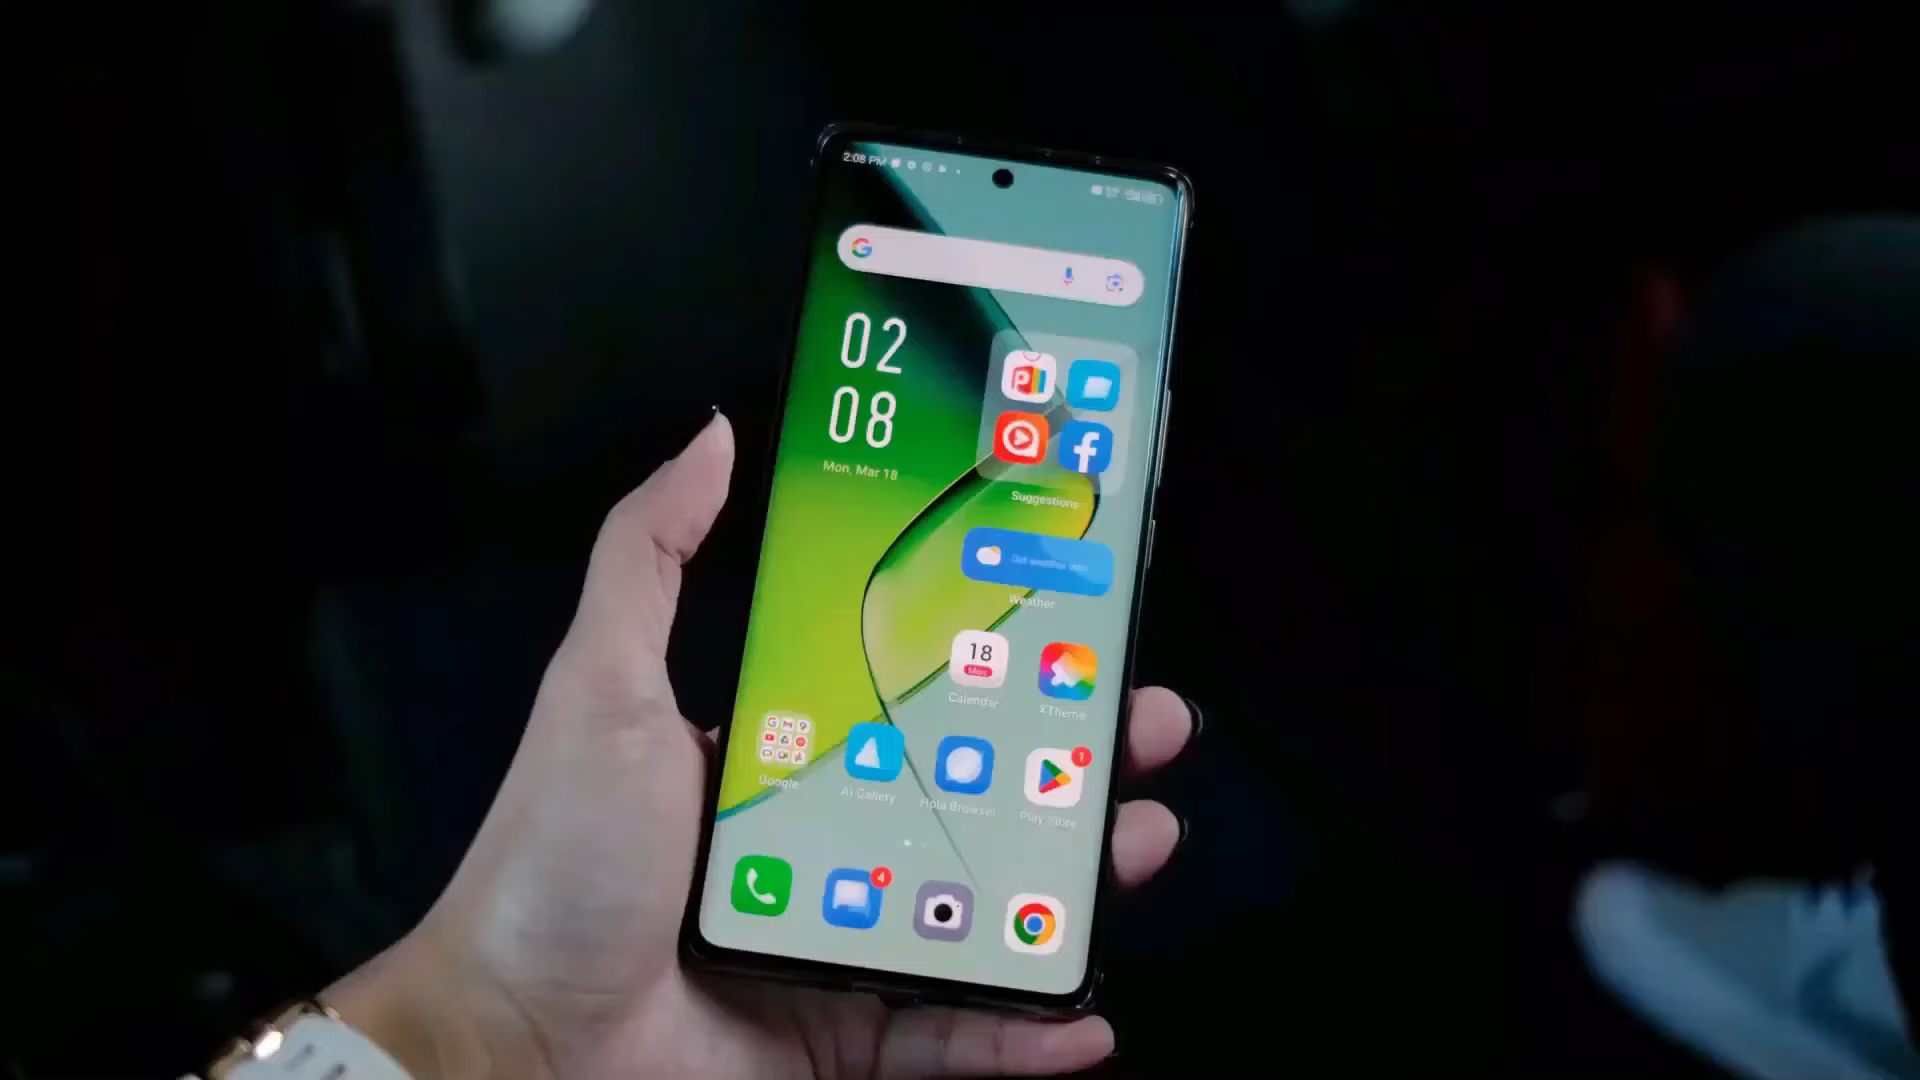 2:08 PM
02
08
Mon, Mar 18
Suggestions
Weather
18
Mon
Calendar
XTheme
Google
AI Gallery
Hola Browser
1
Play Store
4